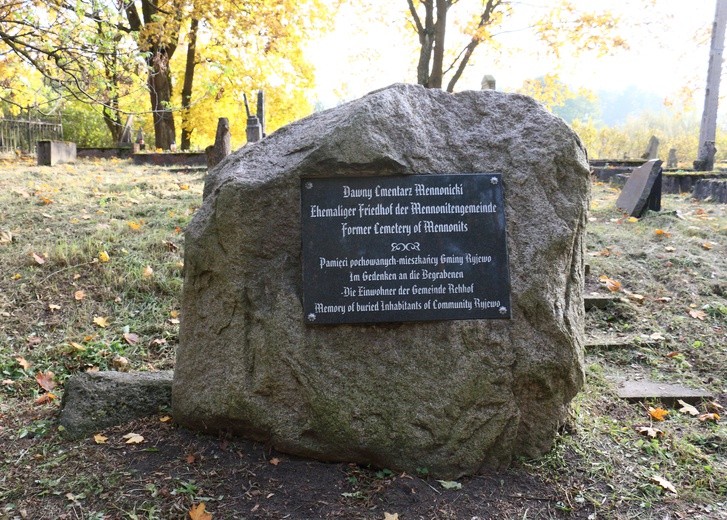 Dawny Cmentarz Mennonicki
Ehemaliger Friedhof der Mennonitengemeinde
Former Cemetery of Mennonits
Pamięci pochowanych-mieszkańcy Gminy Ryjewo
Im Gedenken an die Begrabenen
-Die Einwohner der Gemeinde Rehhof
Memory of buried Inhabitants of Community Ryjewo